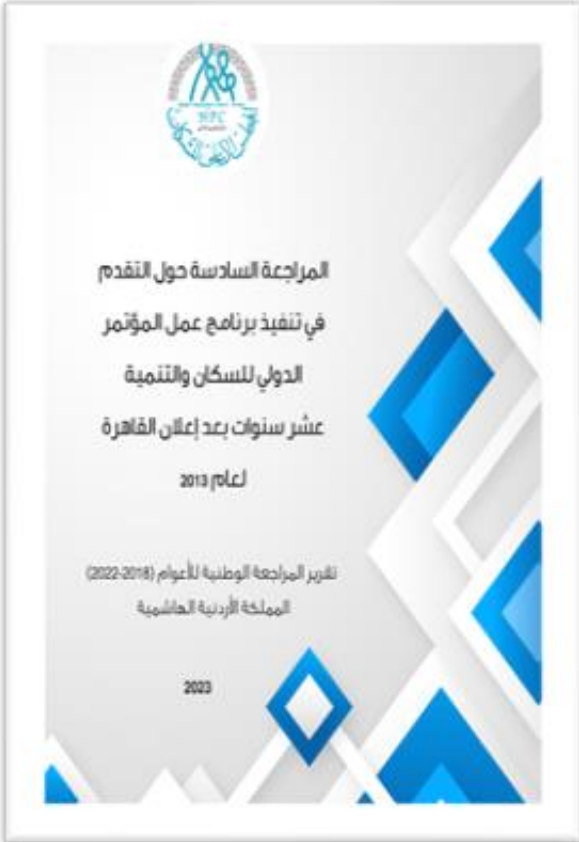 HPC
المراجعة السادسة حول التقدم
في تنفيذ برنامج عمل المؤتمر
الدولي للسكان والتنمية
عشر سنوات بعد إعلان القاهرة
لعام 2013
تقرير المراجعة الوطنية للأعوام (2018-2022)
المملكة الأردنية الهاشمية
2023